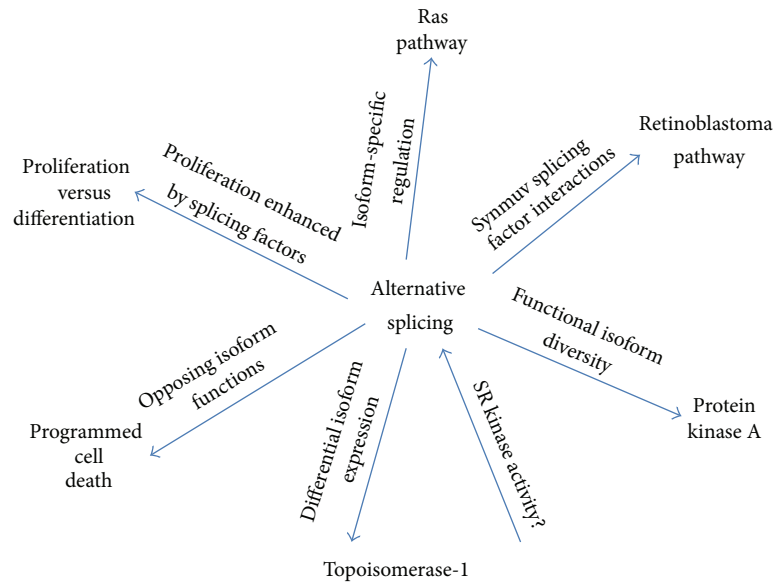 Ras
pathway
Isoform-specific
regulation
Retinoblastoma
pathway
Synmuv splicing
factor interactions
Proliferation
versus
differentiation
Proliferation enhanced
by splicing factors
Alternative
splicing
Functional isoform
diversity
Protein
kinase A
Opposing isoform
functions
Programmed
cell
death
Differential isoform
expression
SR kinase activity?
Topoisomerase-1